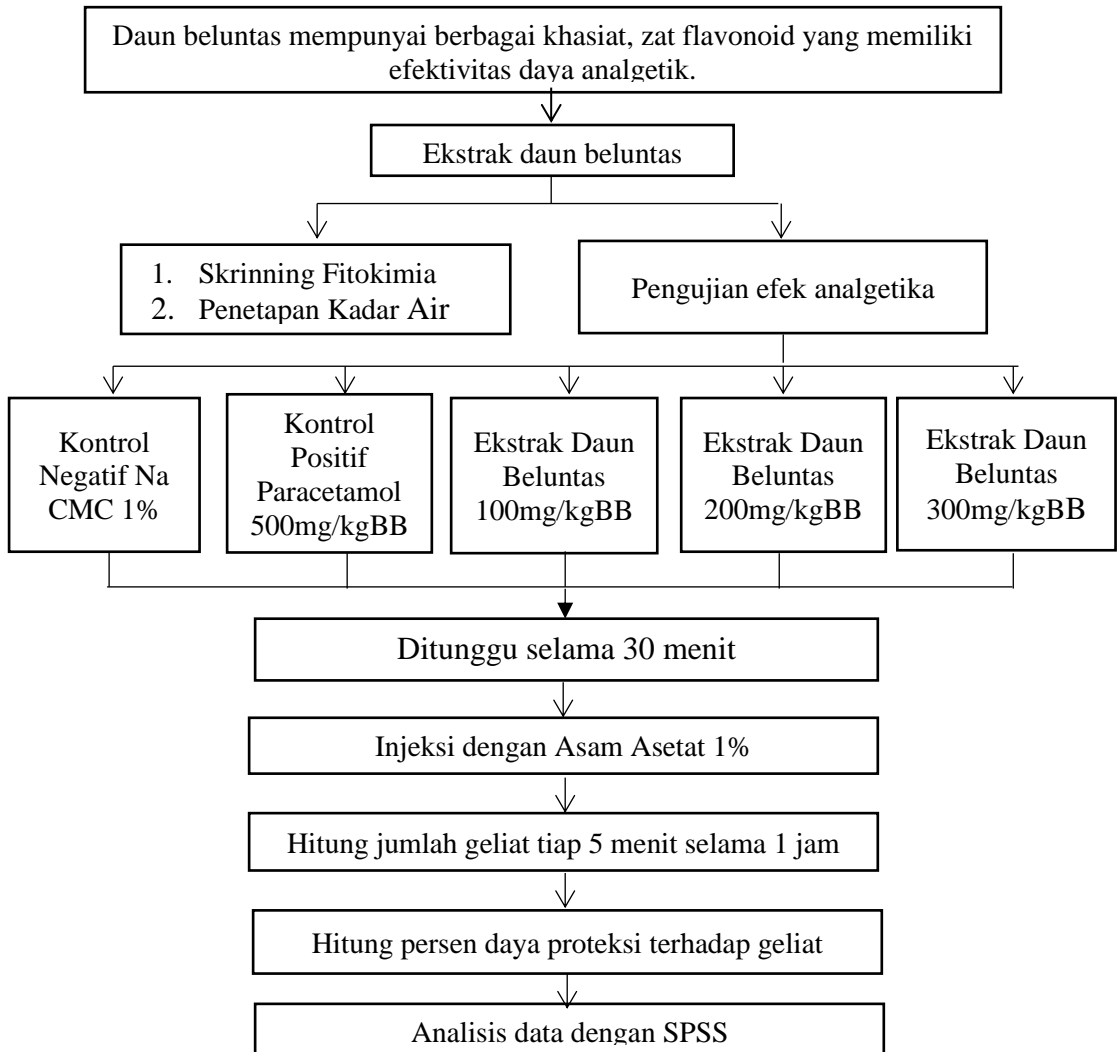 Daun beluntas mempunyai berbagai khasiat, zat flavonoid yang memiliki
efektivitas daya analgetik.
Ekstrak daun beluntas
1. Skrinning Fitokimia
2. Penetapan Kadar Air
Pengujian efek analgetika
Kontrol
Negatif Na
CMC 1%
Kontrol
Positif
Paracetamol
500mg/kgBB
Ekstrak Daun
Beluntas
100mg/kgBB
Ekstrak Daun
Beluntas
200mg/kgBB
Ekstrak Daun
Beluntas
300mg/kgBB
Ditunggu selama 30 menit
Injeksi dengan Asam Asetat 1%
Hitung jumlah geliat tiap 5 menit selama 1 jam
Hitung persen daya proteksi terhadap geliat
Analisis data dengan SPSS